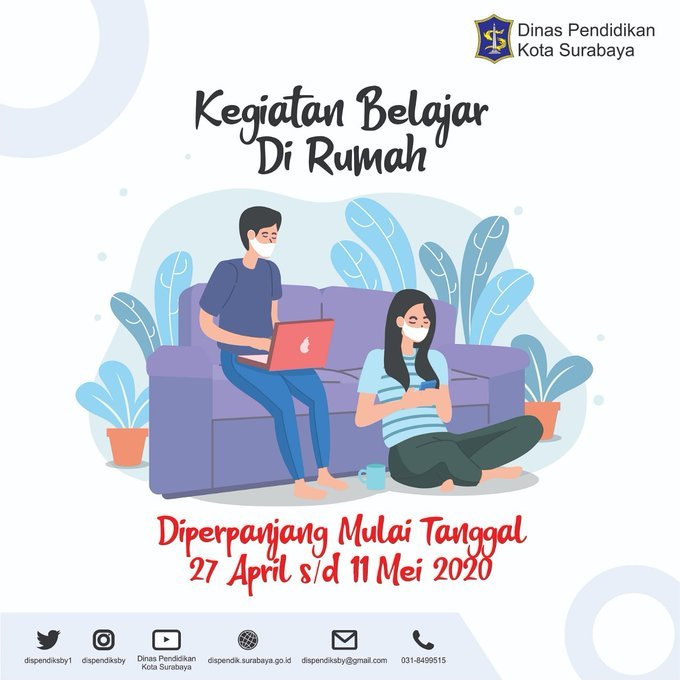 Dinas Pendidikan
Kota Surabaya
Kegiatan Belajar
Di Rumah
Diperpanjang Mulai Tanggal
27 April s/d 11 Mei 2020
dispendiksby1
dispendiksby
Dinas Pendidikan
Kota Surabaya
dispendik.surabaya.go.id
dispendiksby@gmail.com
031-8499515